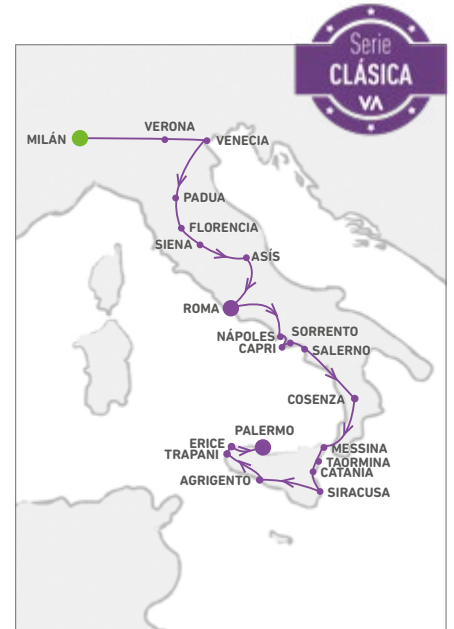 Serie
CLÁSICA
VA
VERONA
MILÁN
VENECIA
PADUA
FLORENCIA
SIENA
ASÍS
ROMA
NÁPOLES
SORRENTO
CAPRI
SALERNO
COSENZA
PALERMO
ERICE
TRAPANI
MESSINA
TAORMINA
CATANIA
AGRIGENTO
SIRACUSA